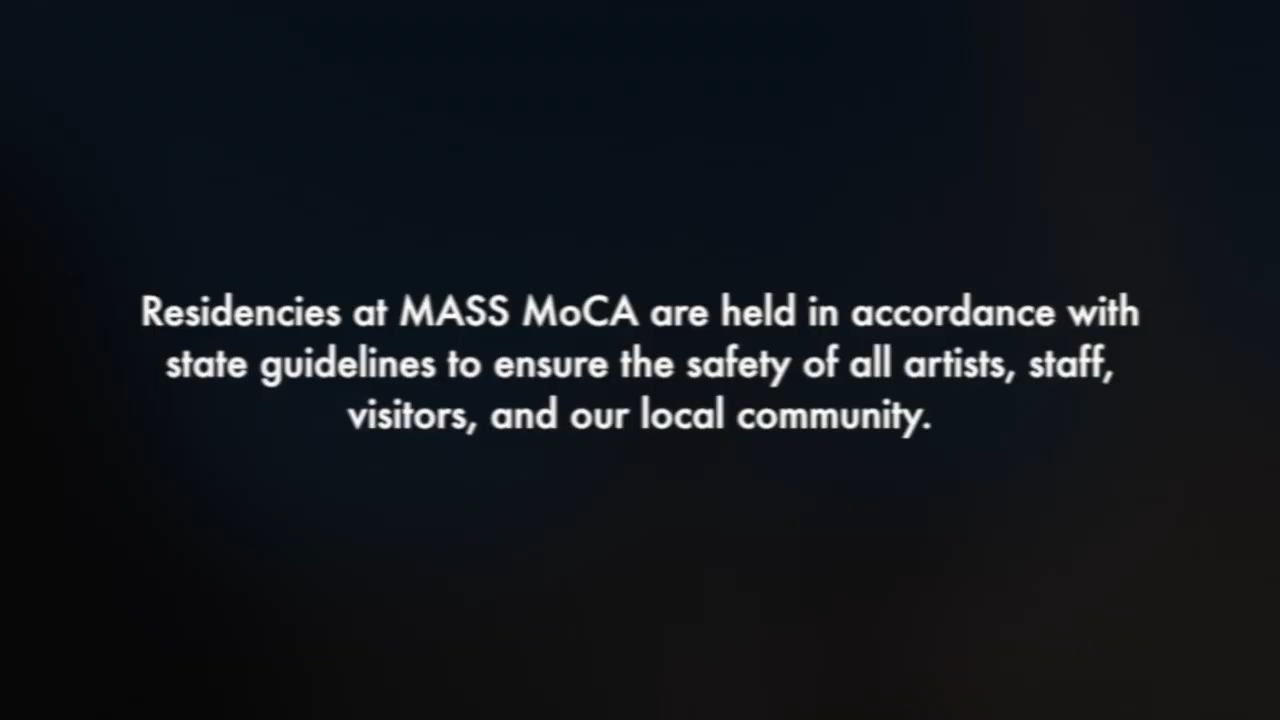 Residencies at MASS MoCA are held in accordance with
state guidelines to ensure the safety of all artists, staff,
visitors, and our local community.